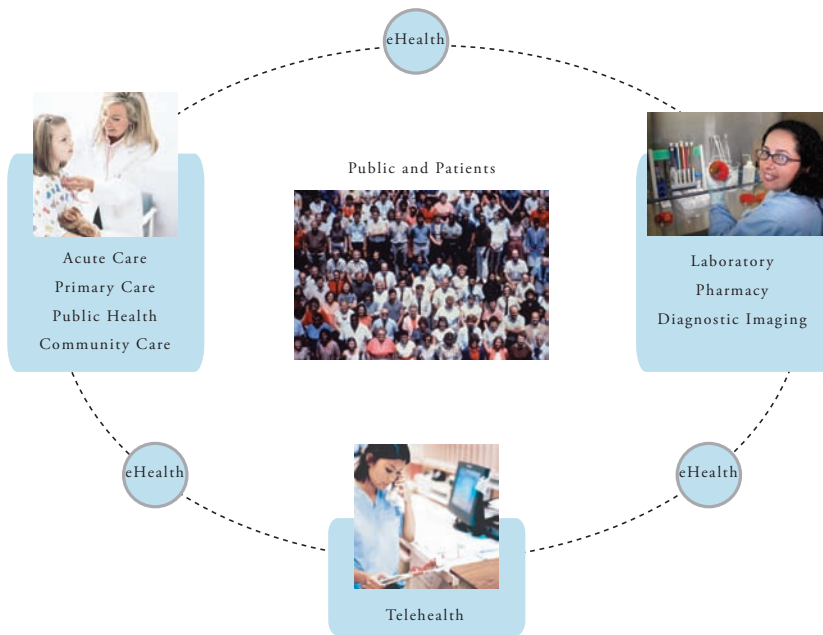 eHealth
Public and Patients
Acute Care
Primary Care
Public Health
Community Care
Laboratory
Pharmacy
Diagnostic Imaging
eHealth
eHealth
Telehealth